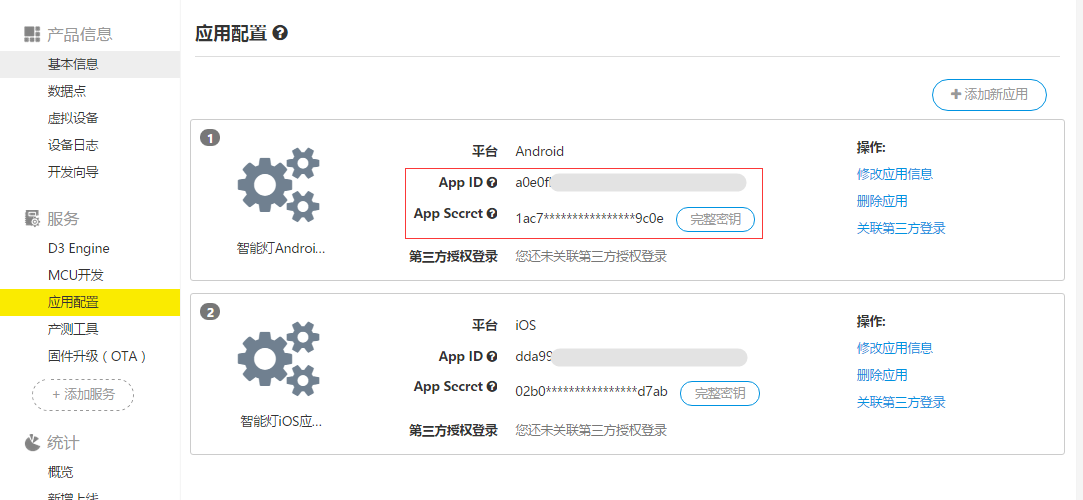 产品信息
基本信息
数据点
虚拟设备
设备日志
开发向导
服务
D3 Engine
MCU开发
应用配置
产测工具
固件升级（OTA）
+ 添加服务
统计
概览
新增上线
应用配置 ?
+ 添加新应用
1
智能灯Androi...
平台 Android
App ID ? a0e0f
App Secret ? 1ac7****************9c0e 完整密钥
第三方授权登录 您还未关联第三方授权登录
操作:
修改应用信息
删除应用
关联第三方登录
2
智能灯iOS应...
平台 iOS
App ID ? dda99
App Secret ? 02b0****************d7ab 完整密钥
第三方授权登录 您还未关联第三方授权登录
操作:
修改应用信息
删除应用
关联第三方登录